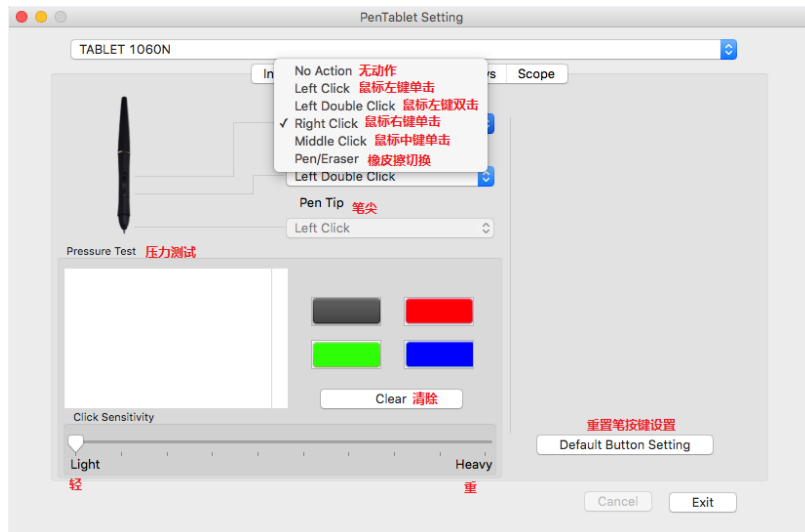 PenTablet Setting
TABLET 1060N
In
ys
Scope
No Action 无动作
Left Click 鼠标左键单击
Left Double Click 鼠标左键双击
✓ Right Click 鼠标右键单击
Middle Click 鼠标中键单击
Pen/Eraser 橡皮擦切换
Left Double Click
Pen Tip 笔尖
Left Click
Pressure Test 压力测试
Clear 清除
Click Sensitivity
重置笔按键设置
Default Button Setting
Light
Heavy
轻
重
Cancel
Exit